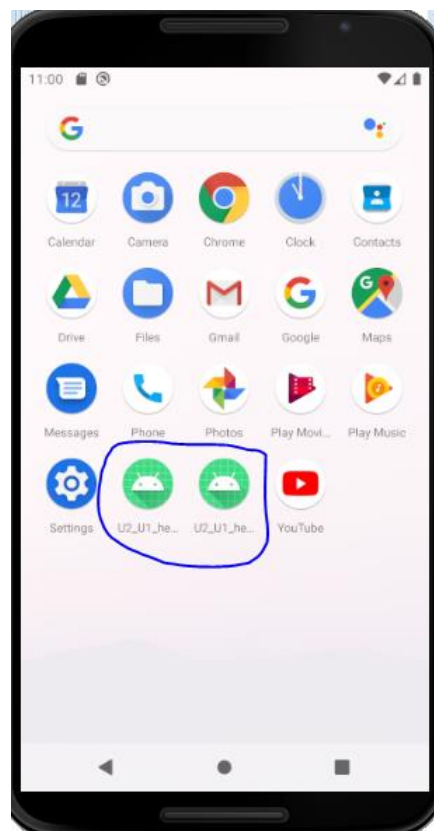 11:00
G
12
Calendar Camera Chrome Clock Contacts
G
G
Drive Files Gmail Google Maps
Messages Phone Photos Play Movi... Play Music
Settings U2_U1_he... U2_U1_he... YouTube